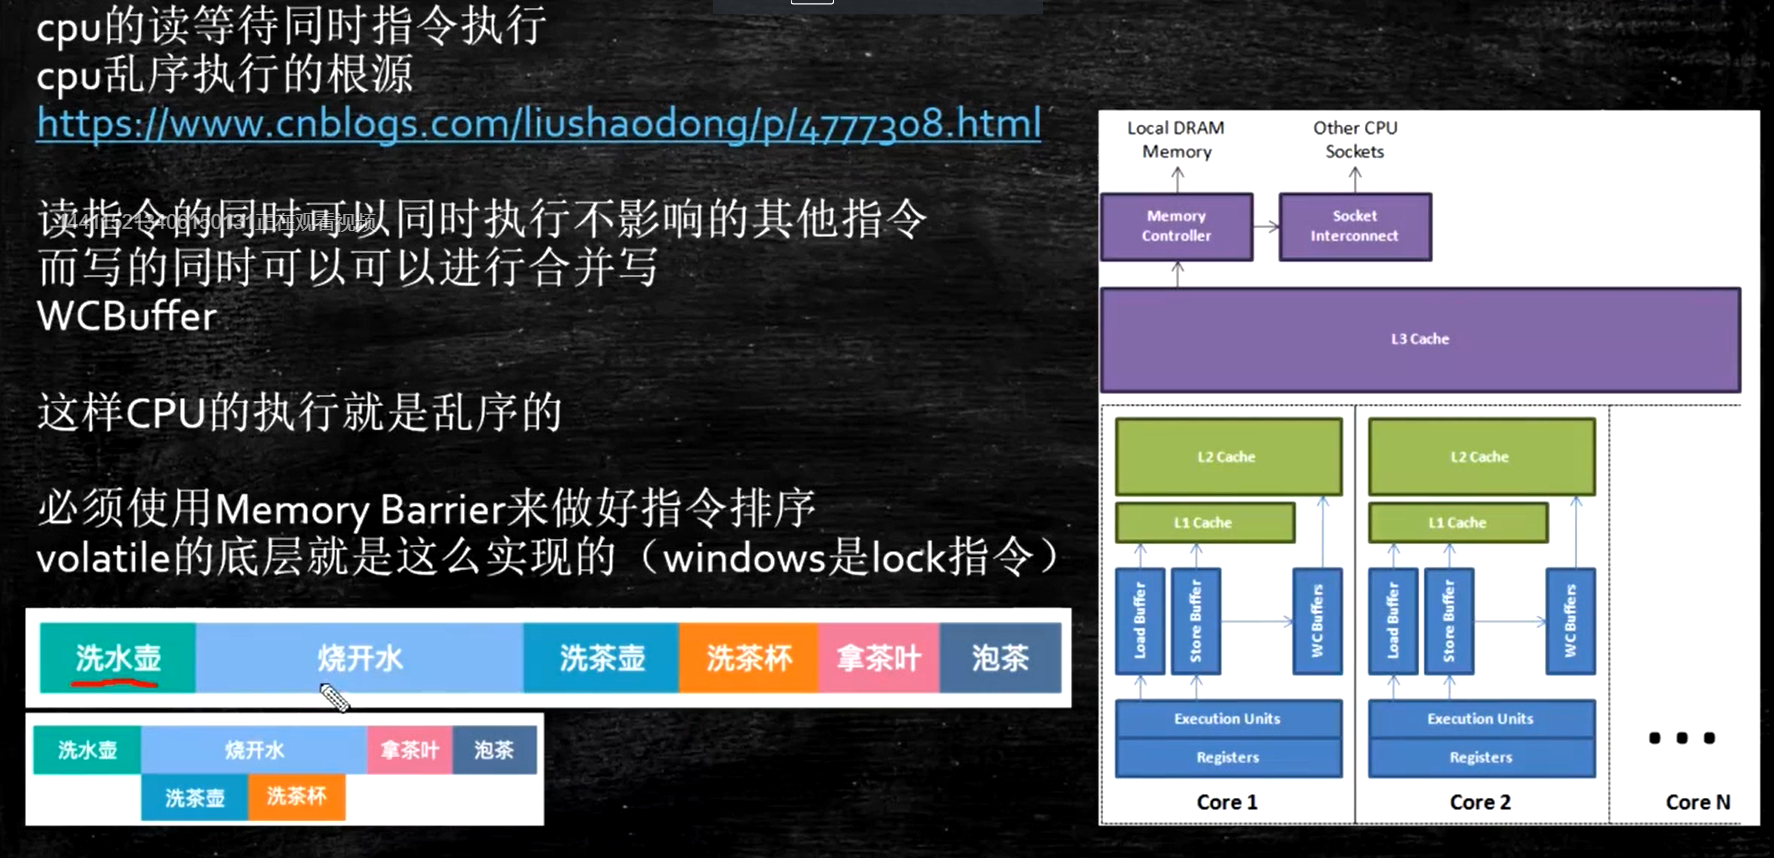 cpu的读等待同时指令执行
cpu乱序执行的根源
https://www.cnblogs.com/liushaodong/p/4777308.html
读指令的同时可以同时执行不影响的其他指令
正在观看视频
而写的同时可以可以进行合并写
WCBuffer
这样CPU的执行就是乱序的
必须使用Memory Barrier来做好指令排序
volatile的底层就是这么实现的（windows是lock指令）
洗水壶 烧开水 洗茶壶 洗茶杯 拿茶叶 泡茶
洗水壶 烧开水 拿茶叶 泡茶
洗茶壶 洗茶杯
Local DRAM Memory
Other CPU Sockets
Memory Controller
Socket Interconnect
L3 Cache
L2 Cache
L1 Cache
Load Buffer
Store Buffer
WC Buffers
Execution Units
Registers
Core 1
L2 Cache
L1 Cache
Load Buffer
Store Buffer
WC Buffers
Execution Units
Registers
Core 2
...
Core N